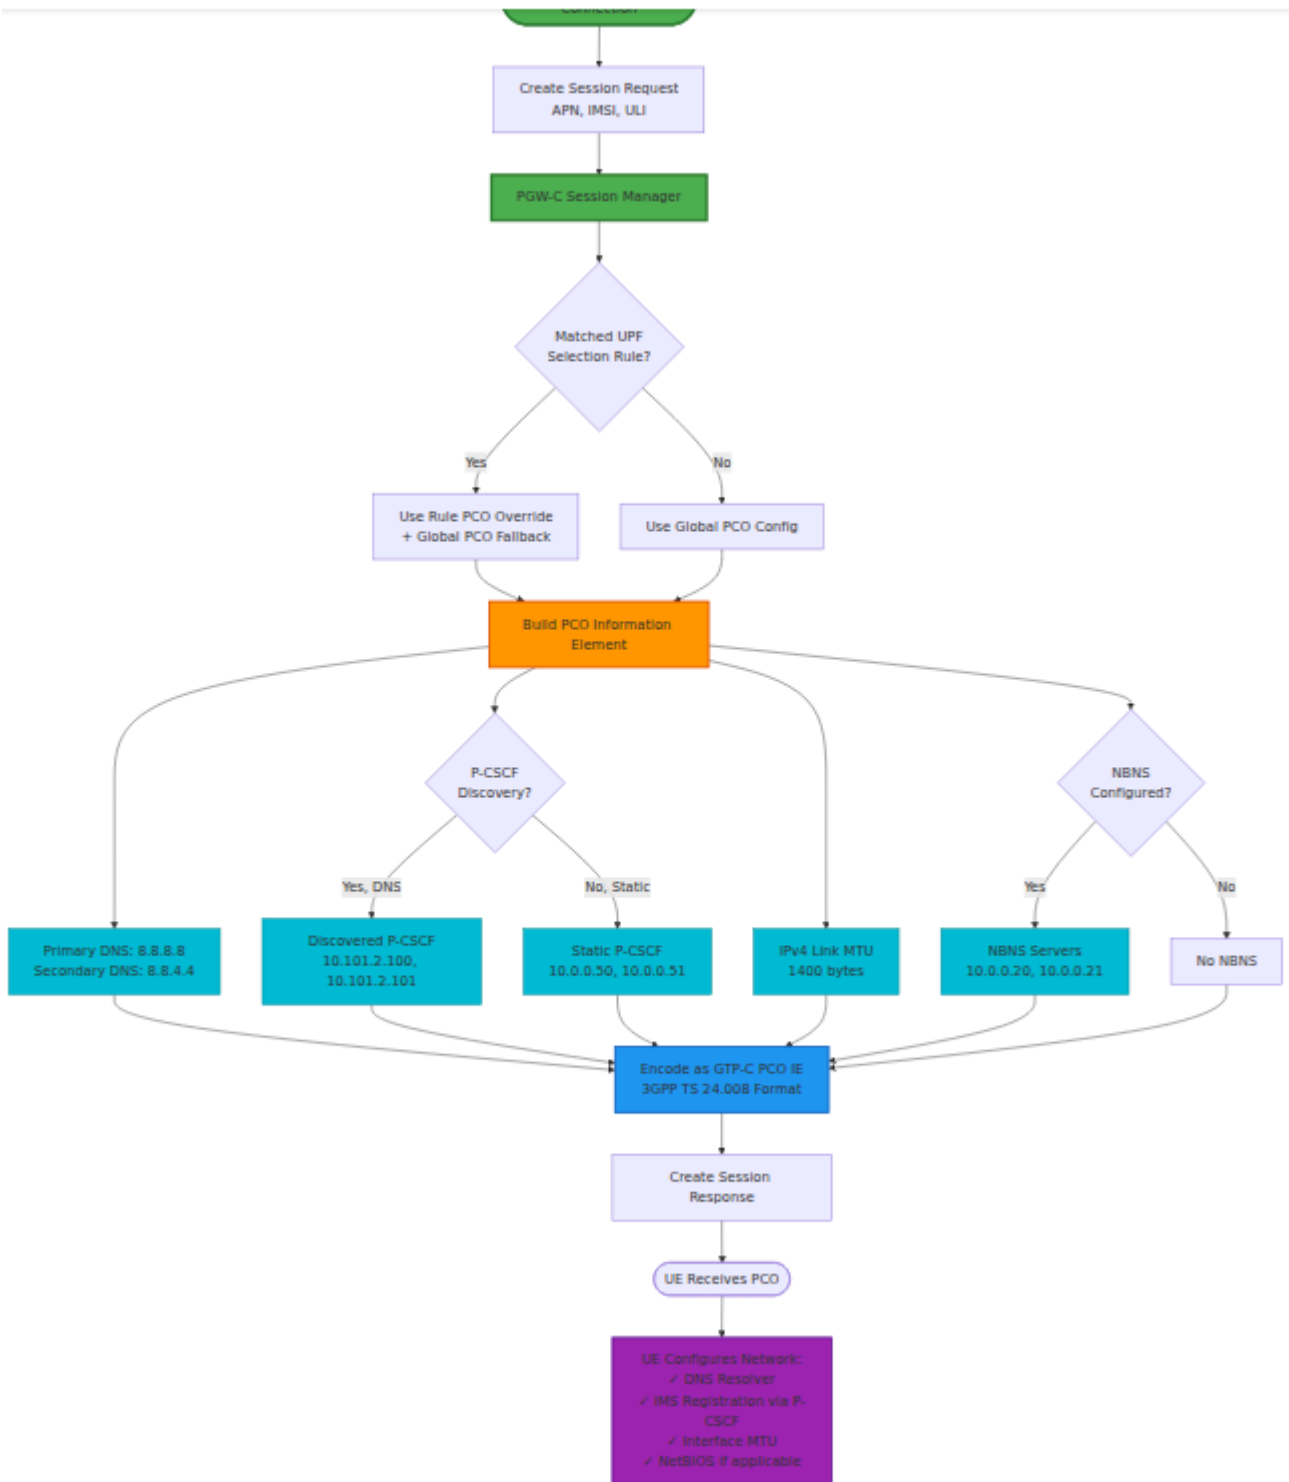 Connection
Create Session Request
APN, IMSI, ULI
PGW-C Session Manager
Matched UPF
Selection Rule?
Yes
No
Use Rule PCO Override
+ Global PCO Fallback
Use Global PCO Config
Build PCO Information
Element
P-CSCF
Discovery?
NBNS
Configured?
Yes, DNS
No, Static
Yes
No
Primary DNS: 8.8.8.8
Secondary DNS: 8.8.4.4
Discovered P-CSCF
10.101.2.100,
10.101.2.101
Static P-CSCF
10.0.0.50, 10.0.0.51
IPv4 Link MTU
1400 bytes
NBNS Servers
10.0.0.20, 10.0.0.21
No NBNS
Encode as GTP-C PCO IE
3GPP TS 24.008 Format
Create Session
Response
UE Receives PCO
UE Configures Network:
✓ DNS Resolver
✓ IMS Registration via P-
CSCF
✓ Interface MTU
✓ NetBIOS if applicable